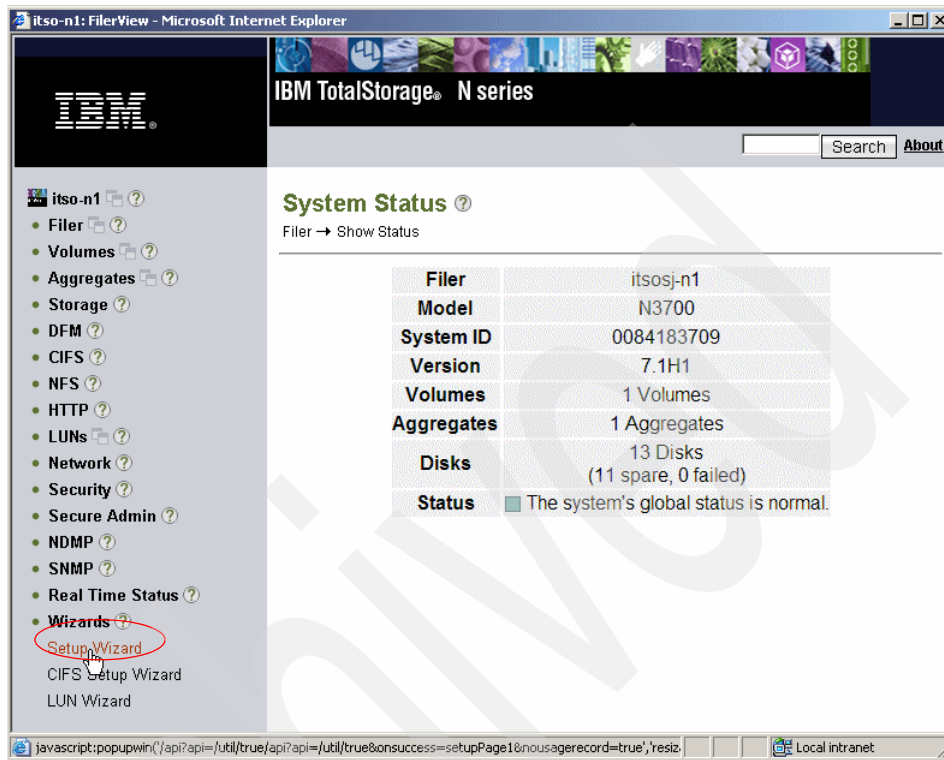 itso-n1: FilerView - Microsoft Internet Explorer
IBM®
IBM TotalStorage® N series
Search About
itso-n1 ?
• Filer ?
• Volumes ?
• Aggregates ?
• Storage ?
• DFM ?
• CIFS ?
• NFS ?
• HTTP ?
• LUNs ?
• Network ?
• Security ?
• Secure Admin ?
• NDMP ?
• SNMP ?
• Real Time Status ?
• Wizards ?
Setup Wizard
CIFS Setup Wizard
LUN Wizard
System Status ?
Filer → Show Status
Filer itsosj-n1
Model N3700
System ID 0084183709
Version 7.1H1
Volumes 1 Volumes
Aggregates 1 Aggregates
Disks 13 Disks
(11 spare, 0 failed)
Status The system's global status is normal.
javascript:popupwin('/api?api=/util/true/api?api=/util/true&onsuccess=setupPage1&nousagerecord=true','resiz
Local intranet